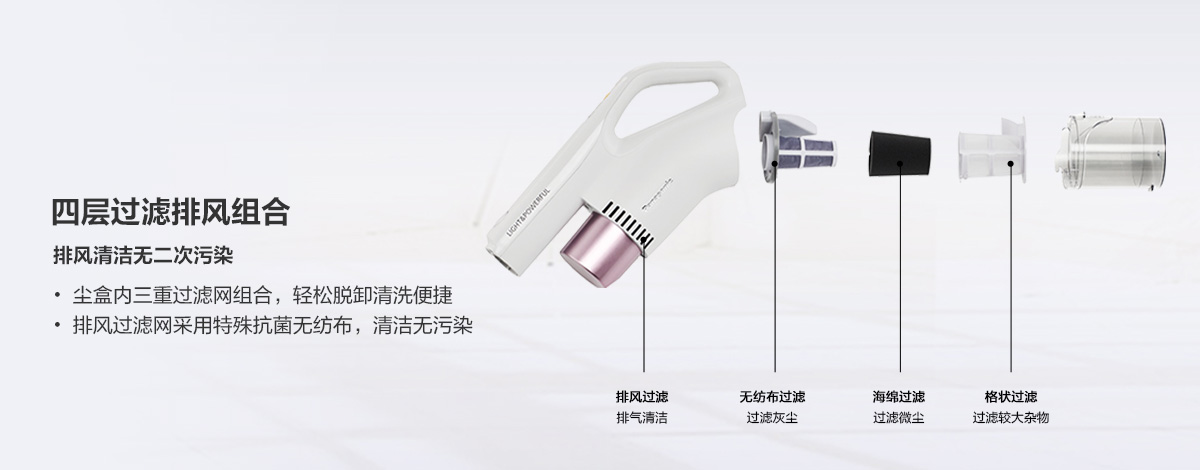 四层过滤排风组合
排风清洁无二次污染
• 尘盒内三重过滤网组合，轻松脱卸清洗便捷
• 排风过滤网采用特殊抗菌无纺布，清洁无污染
LIGHT&POWERFUL
排风过滤
排气清洁
无纺布过滤
过滤灰尘
海绵过滤
过滤微尘
格状过滤
过滤较大杂物